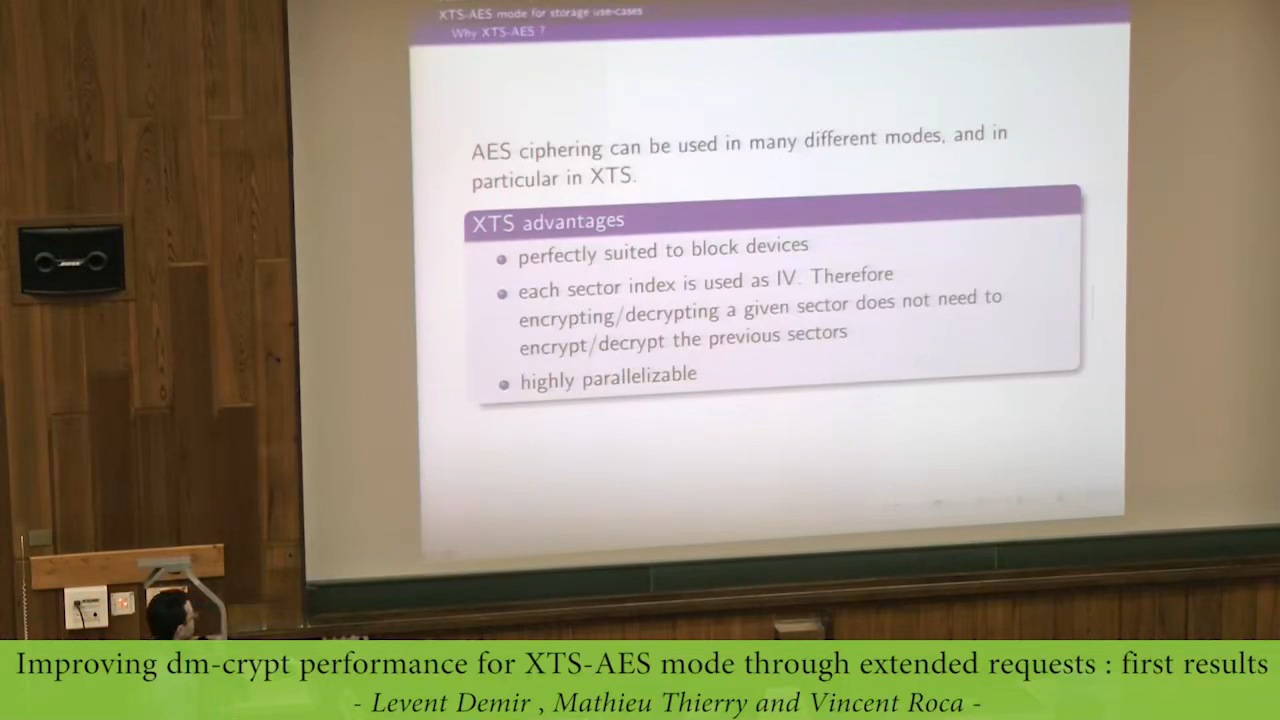 XTS-AES mode for storage use-cases
Why XTS-AES ?
AES ciphering can be used in many different modes, and in
particular in XTS.
XTS advantages
perfectly suited to block devices
each sector index is used as IV. Therefore
encrypting/decrypting a given sector does not need to
encrypt/decrypt the previous sectors
highly parallelizable
BOSE
Improving dm-crypt performance for XTS-AES mode through extended requests : first results
- Levent Demir , Mathieu Thierry and Vincent Roca -